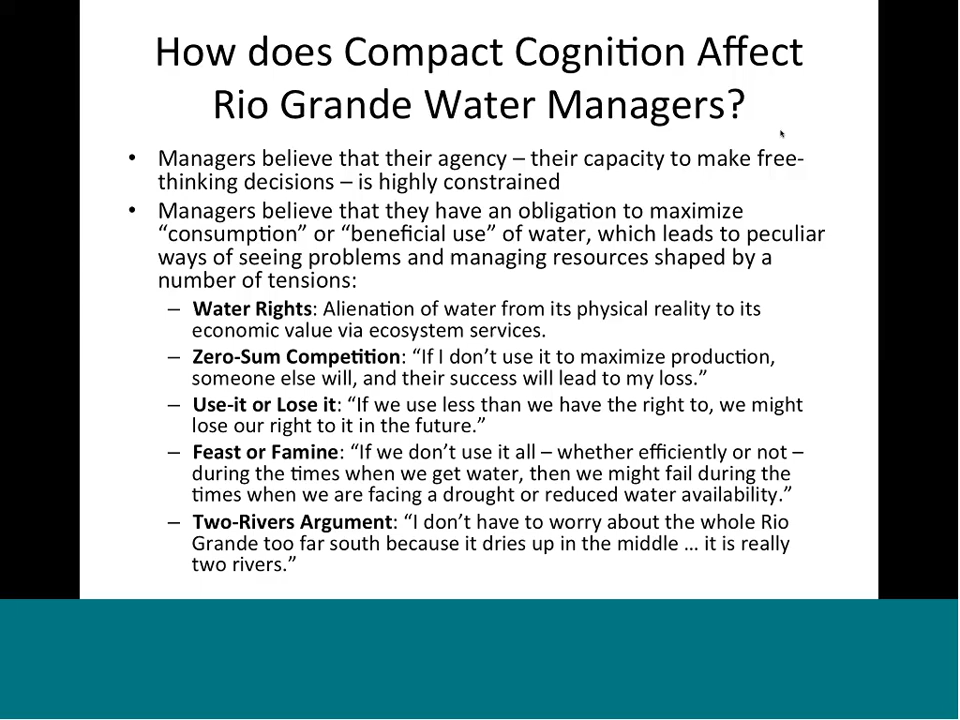 How does Compact Cognition Affect
Rio Grande Water Managers?
• Managers believe that their agency – their capacity to make free-
thinking decisions – is highly constrained
• Managers believe that they have an obligation to maximize
“consumption” or “beneficial use” of water, which leads to peculiar
ways of seeing problems and managing resources shaped by a
number of tensions:
– Water Rights: Alienation of water from its physical reality to its
economic value via ecosystem services.
– Zero-Sum Competition: “If I don’t use it to maximize production,
someone else will, and their success will lead to my loss.”
– Use-it or Lose it: “If we use less than we have the right to, we might
lose our right to it in the future.”
– Feast or Famine: “If we don’t use it all – whether efficiently or not –
during the times when we get water, then we might fail during the
times when we are facing a drought or reduced water availability.”
– Two-Rivers Argument: “I don’t have to worry about the whole Rio
Grande too far south because it dries up in the middle … it is really
two rivers.”